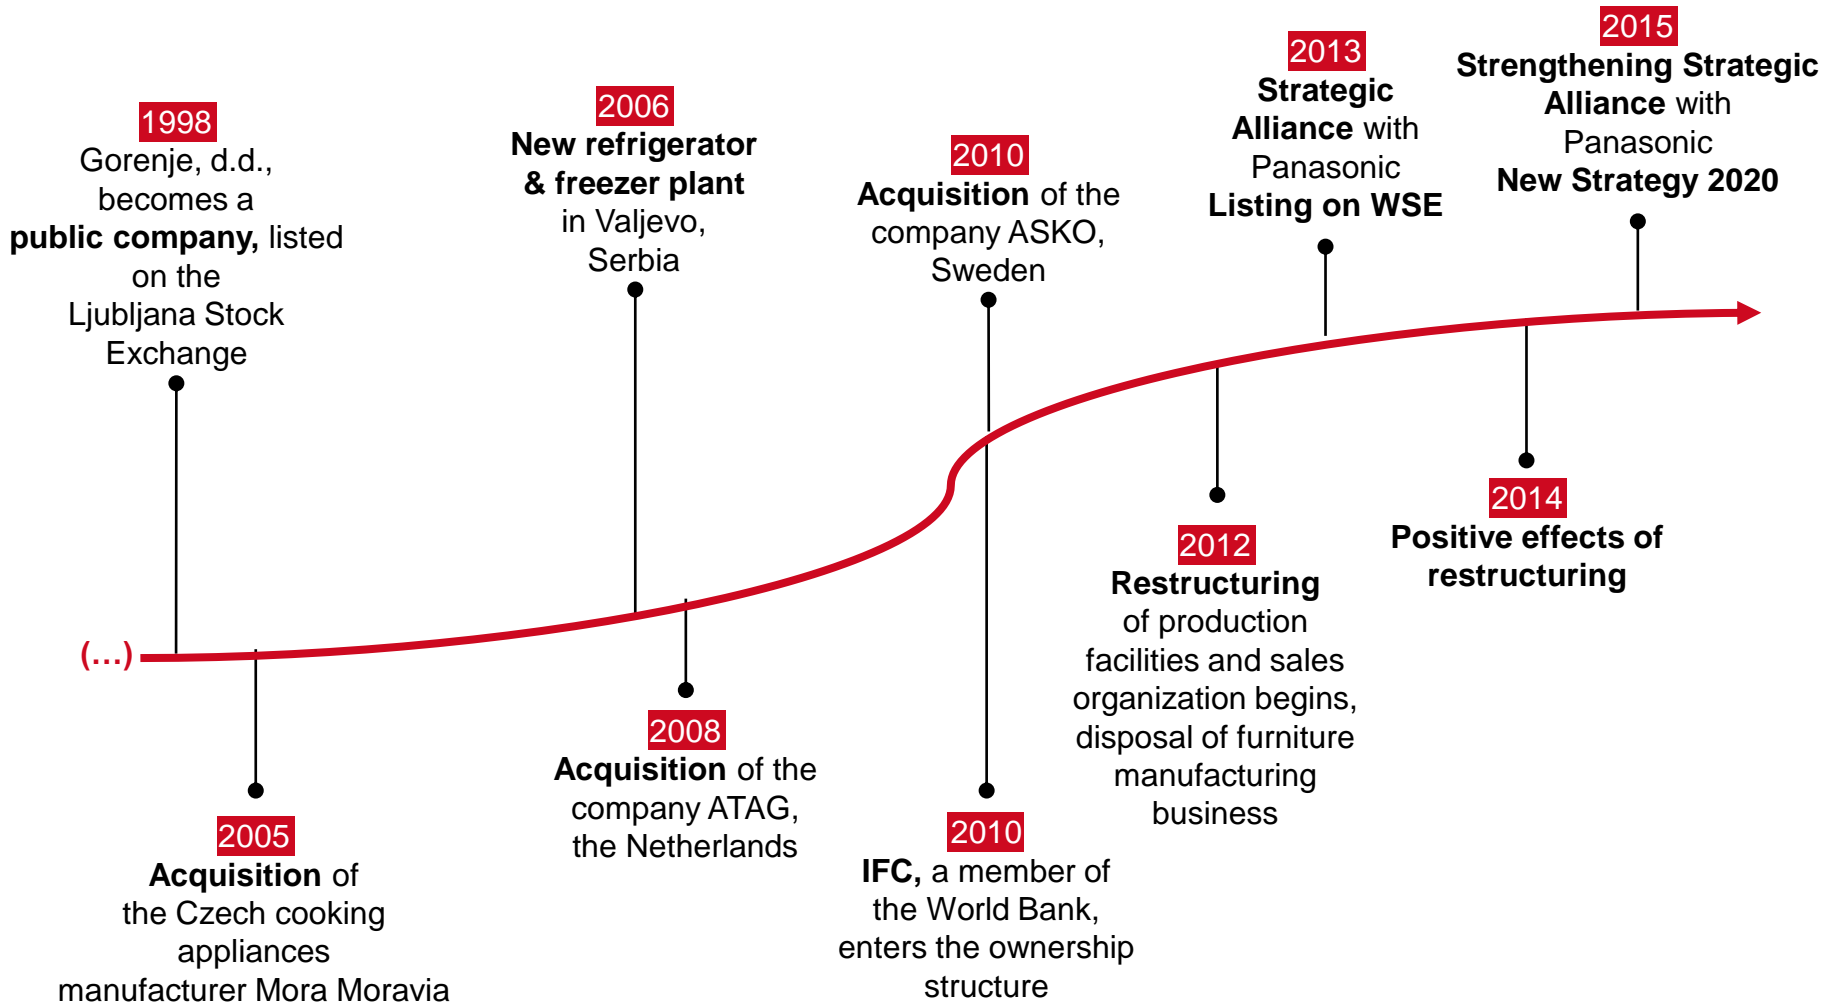 1998
Gorenje, d.d.,
becomes a
public company, listed
on the
Ljubljana Stock
Exchange
2006
New refrigerator
& freezer plant
in Valjevo,
Serbia
2010
Acquisition of the
company ASKO,
Sweden
2013
Strategic
Alliance with
Panasonic
Listing on WSE
2015
Strengthening Strategic
Alliance with
Panasonic
New Strategy 2020
(...)
2005
Acquisition of
the Czech cooking
appliances
manufacturer Mora Moravia
2008
Acquisition of the
company ATAG,
the Netherlands
2010
IFC, a member of
the World Bank,
enters the ownership
structure
2012
Restructuring
of production
facilities and sales
organization begins,
disposal of furniture
manufacturing
business
2014
Positive effects of
restructuring